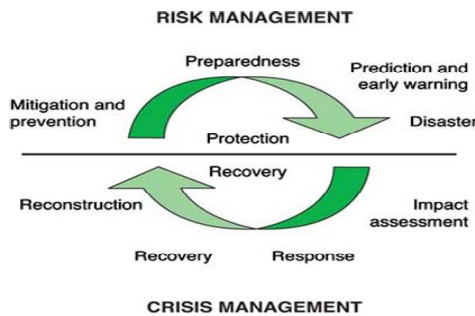 RISK MANAGEMENT
Preparedness
Prediction and
early warning
Mitigation and
prevention
Disaster
Protection
Recovery
Reconstruction
Impact
assessment
Recovery
Response
CRISIS MANAGEMENT